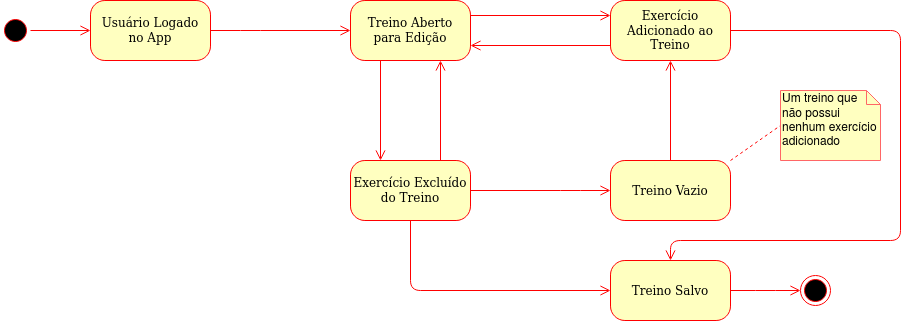 Usuário Logado
no App
Treino Aberto
para Edição
Exercício
Adicionado ao
Treino
Um treino que
não possui
nenhum exercício
adicionado
Exercício Excluído
do Treino
Treino Vazio
Treino Salvo